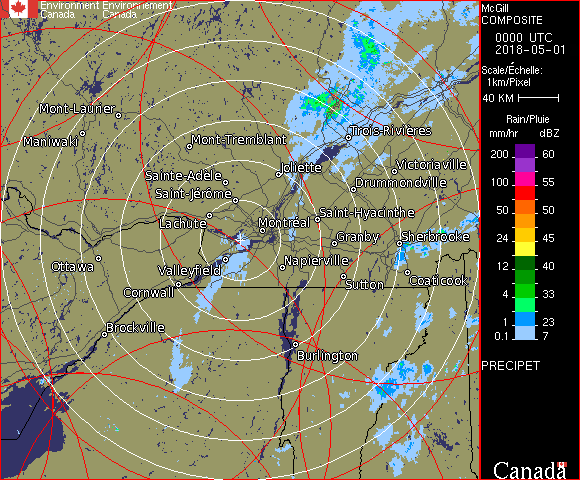 Environment Environnement
Canada Canada
McGill
COMPOSITE
0000 UTC
2018-05-01
Scale/Échelle:
1km/Pixel
40 KM
Rain/Pluie
mm/hr dBZ
200 60
100 55
50 50
24 45
12 40
4 33
1 23
0.1 7
PRECIPET
Canada
Mont-Laurier
Maniwaki
Mont-Tremblant
Trois-Rivières
Sainte-Adèle
Joliette
Victoriaville
Saint-Jérôme
Drummondville
Lachute
Montréal
Saint-Hyacinthe
Granby
Sherbrooke
Ottawa
Valleyfield
Napierville
Cornwall
Sutton
Coaticook
Brockville
Burlington